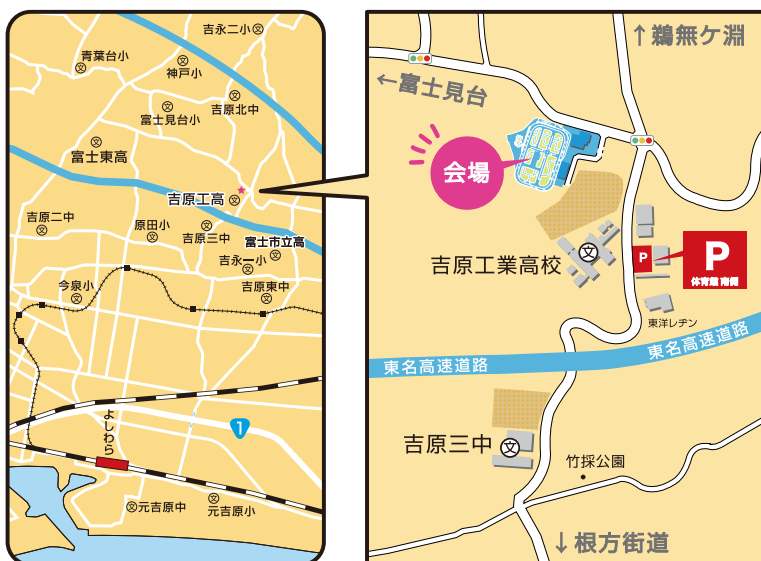 吉永二小
青葉台小
神戸小
吉原北中
富士見台小
富士東高
吉原工高
吉原二中
原田小
吉原三中
富士市立高
吉永一小
今泉小
吉原東中
よしわら
1
元吉原中
元吉原小
↑鵜無ケ淵
←富士見台
会場
吉原工業高校
文
P
P
体育館 南側
東洋レヂン
東名高速道路
東名高速道路
吉原三中
文
竹採公園
↓根方街道